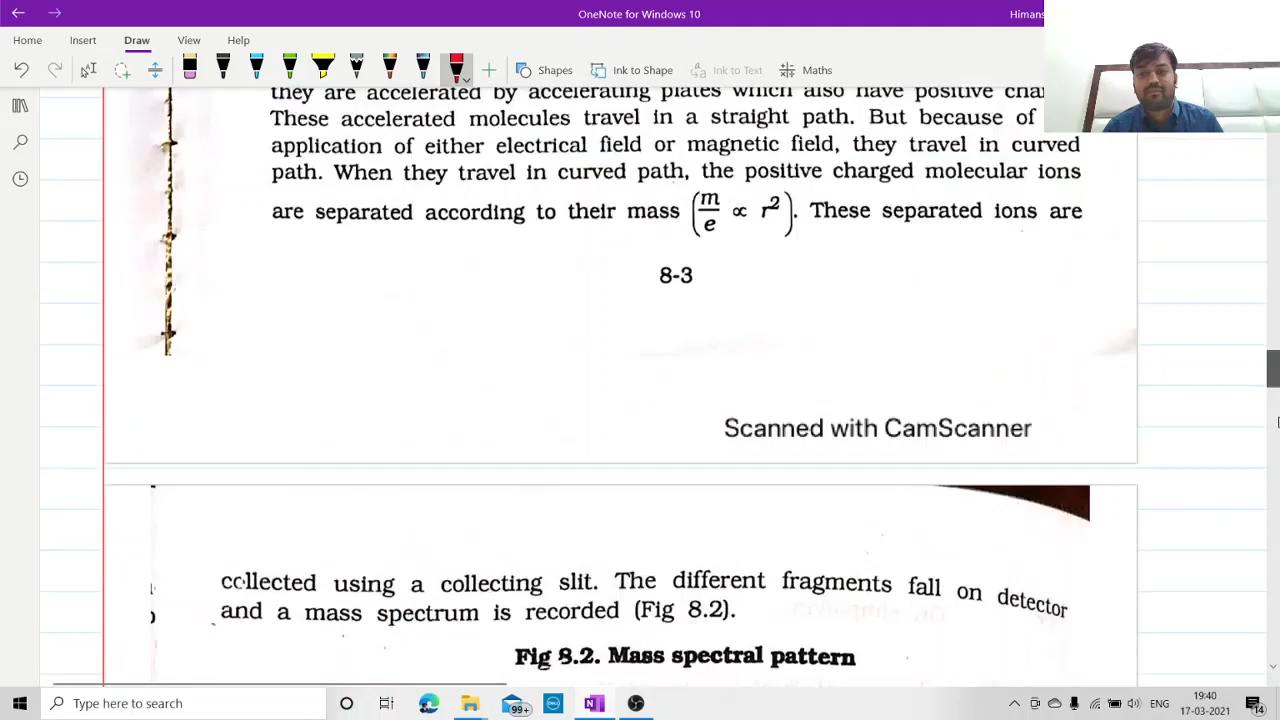 OneNote for Windows 10
Himans
Home Insert Draw View Help
Shapes Ink to Shape Ink to Text Maths
they are accelerated by accelerating plates which also have positive char
These accelerated molecules travel in a straight path. But because of
application of either electrical field or magnetic field, they travel in curved
path. When they travel in curved path, the positive charged molecular ions
are separated according to their mass (m/e ∝ r²). These separated ions are
8-3
Scanned with CamScanner
collected using a collecting slit. The different fragments fall on detector
and a mass spectrum is recorded (Fig 8.2).
Fig 8.2. Mass spectral pattern
Type here to search
99+
DELL
19:40
17-03-2021
14